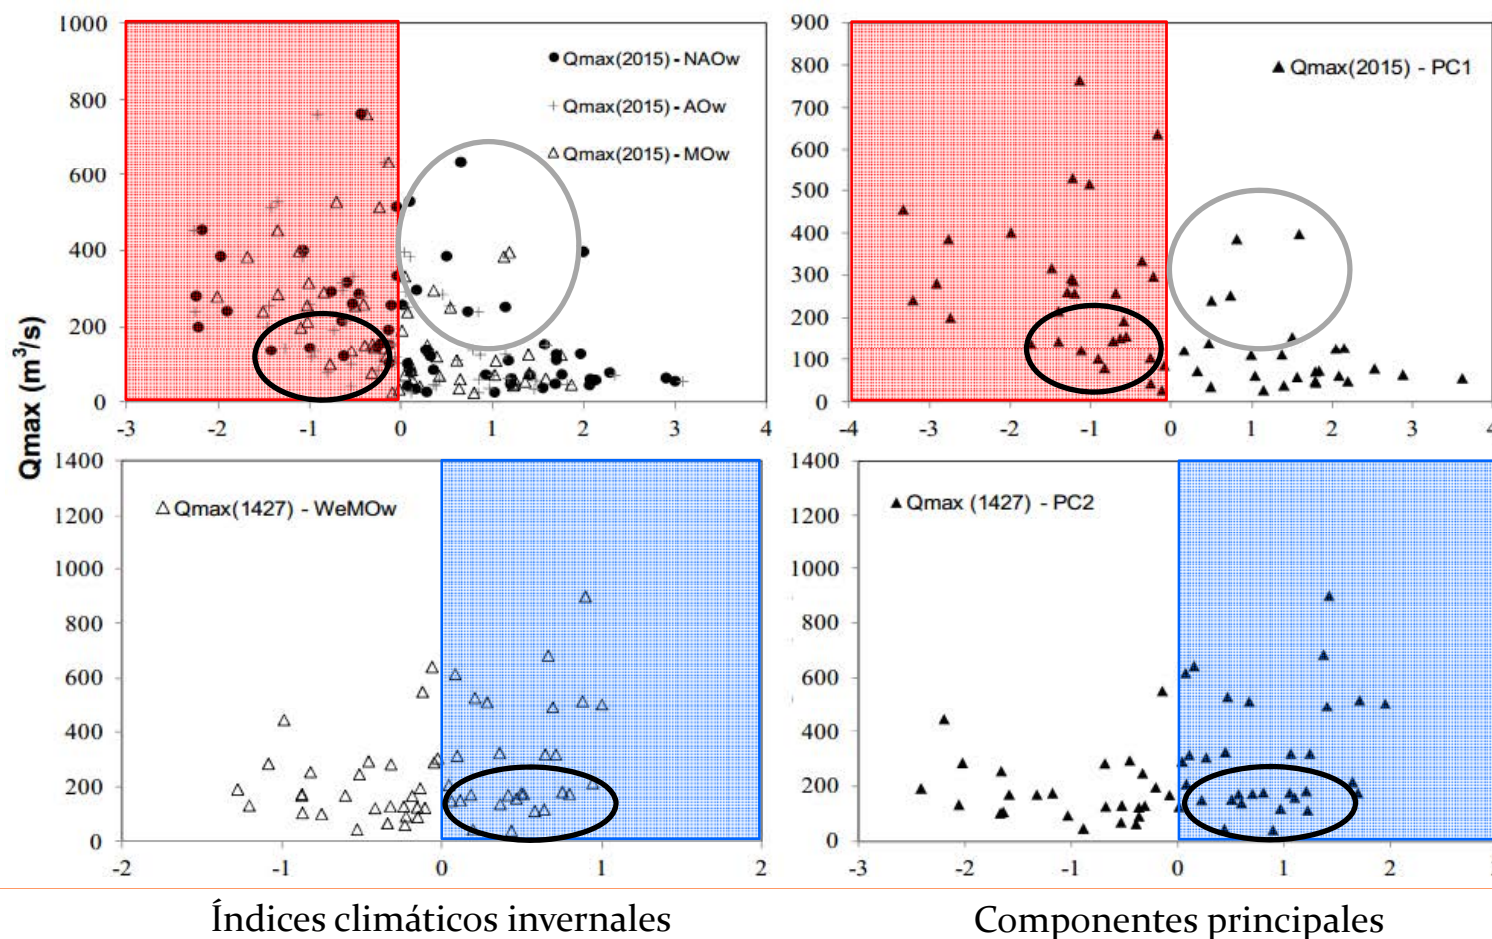 Qmax (m³/s)
1000
800
600
400
200
0
-3 -2 -1 0 1 2 3 4
Qmax(2015) - NAOw
Qmax(2015) - AOw
Qmax(2015) - MOw
900
800
700
600
500
400
300
200
100
0
-4 -3 -2 -1 0 1 2 3 4
Qmax(2015) - PC1
1400
1200
1000
800
600
400
200
0
-2 -1 0 1 2
Qmax(1427) - WeMOw
1400
1200
1000
800
600
400
200
0
-3 -2 -1 0 1 2
Qmax (1427) - PC2
Índices climáticos invernales
Componentes principales